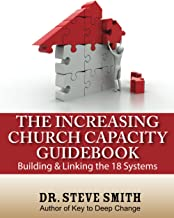 THE INCREASING
CHURCH CAPACITY
GUIDEBOOK
Building & Linking the 18 Systems
DR. STEVE SMITH
Author of Key to Deep Change